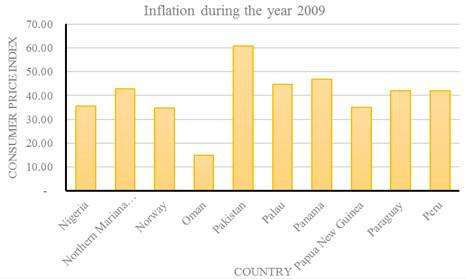 Inflation during the year 2009
CONSUMER PRICE INDEX
70.00
60.00
50.00
40.00
30.00
20.00
10.00
-
Nigeria
Northern Mariana...
Norway
Oman
Pakistan
Palau
Panama
Papua New Guinea
Paraguay
Peru
COUNTRY